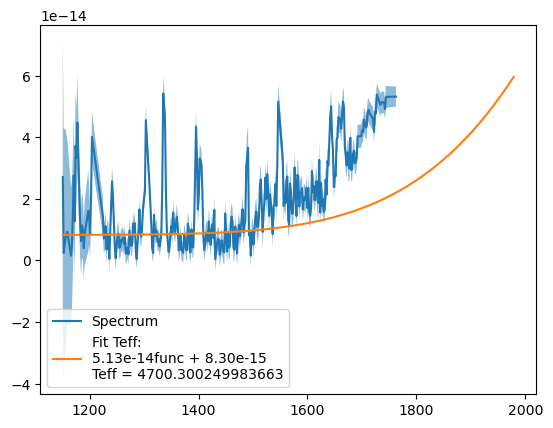 1e−14
6
4
2
0
−2
−4
Spectrum
Fit Teff:
5.13e-14func + 8.30e-15
Teff = 4700.300249983663
1200 1400 1600 1800 2000